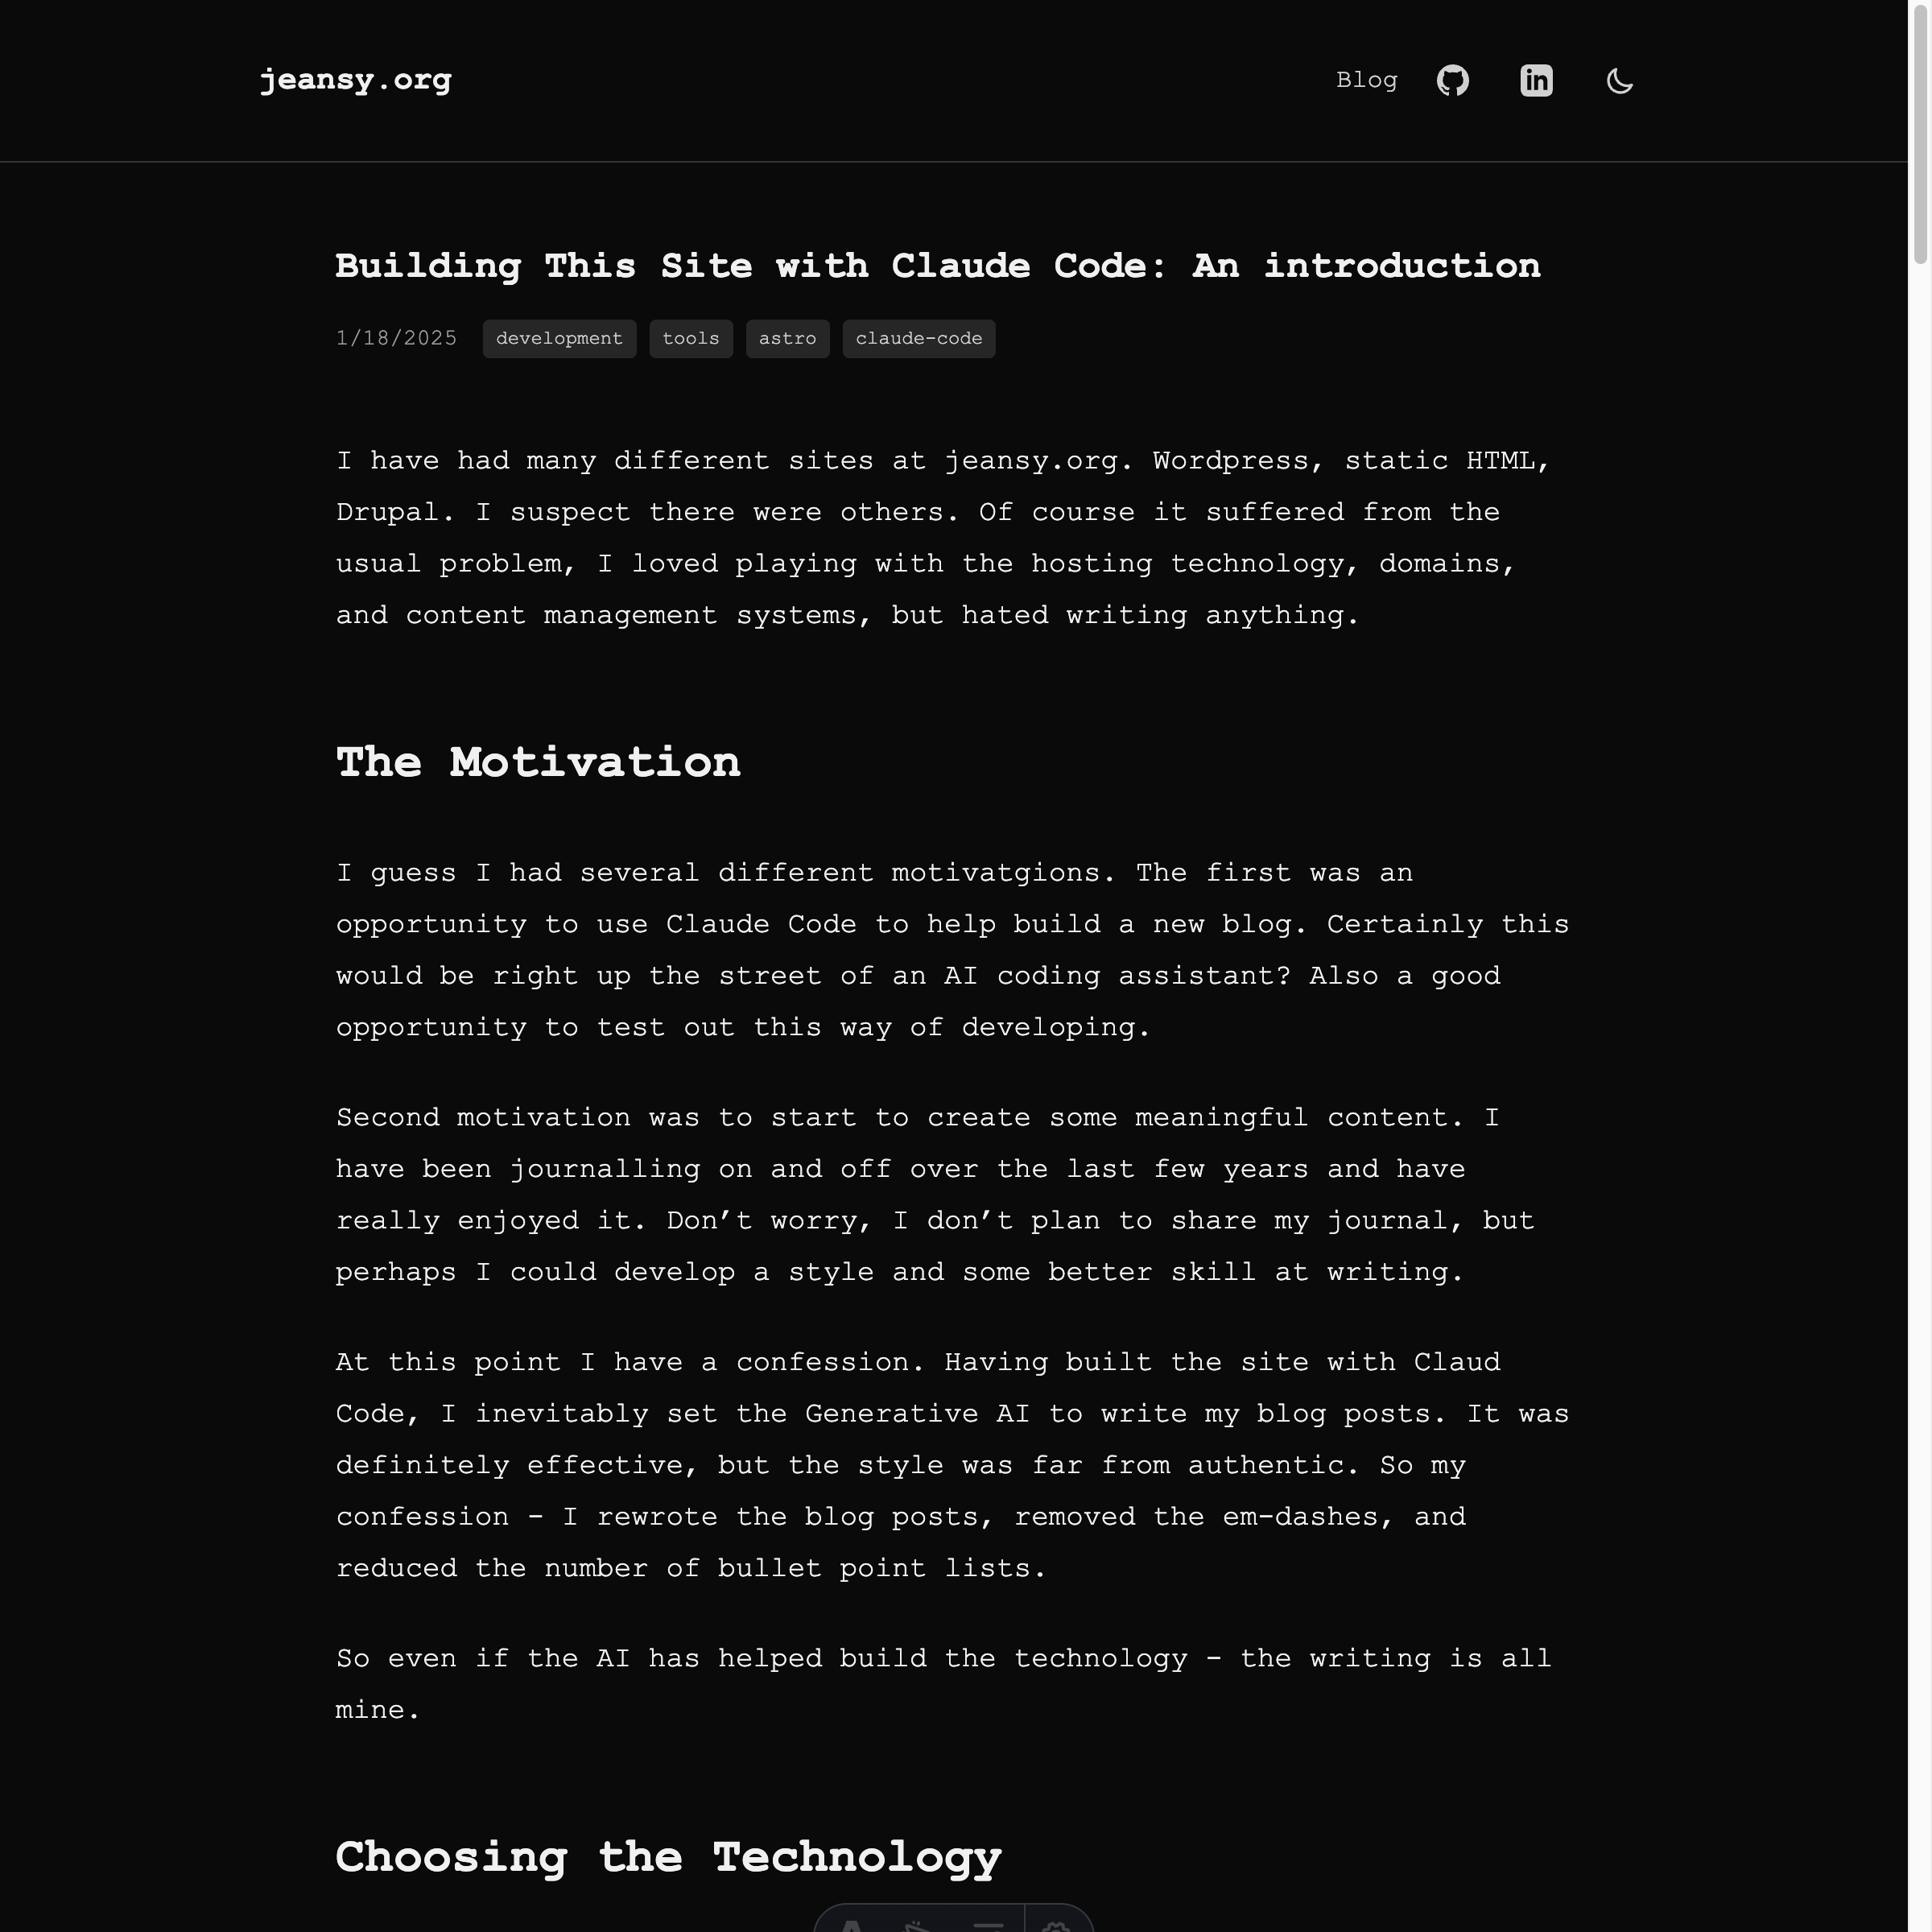 jeansy.org
Blog
Building This Site with Claude Code: An introduction
1/18/2025 development tools astro claude-code
I have had many different sites at jeansy.org. Wordpress, static HTML,
Drupal. I suspect there were others. Of course it suffered from the
usual problem, I loved playing with the hosting technology, domains,
and content management systems, but hated writing anything.
The Motivation
I guess I had several different motivatgions. The first was an
opportunity to use Claude Code to help build a new blog. Certainly this
would be right up the street of an AI coding assistant? Also a good
opportunity to test out this way of developing.
Second motivation was to start to create some meaningful content. I
have been journalling on and off over the last few years and have
really enjoyed it. Don’t worry, I don’t plan to share my journal, but
perhaps I could develop a style and some better skill at writing.
At this point I have a confession. Having built the site with Claud
Code, I inevitably set the Generative AI to write my blog posts. It was
definitely effective, but the style was far from authentic. So my
confession - I rewrote the blog posts, removed the em-dashes, and
reduced the number of bullet point lists.
So even if the AI has helped build the technology - the writing is all
mine.
Choosing the Technology